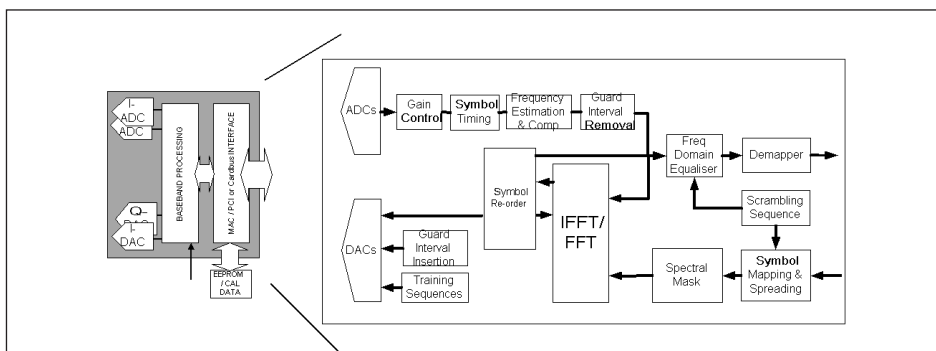 I-
ADC
ADC
Q-
DAC
I-
DAC
BASEBAND PROCESSING
MAC / PCI or Cardbus INTERFACE
EEPROM
/ CAL
DATA
ADCs
Gain
Control
Symbol
Timing
Frequency
Estimation
& Comp
Guard
Interval
Removal
Freq
Domain
Equaliser
Demapper
Symbol
Re-order
IFFT/
FFT
Scrambling
Sequence
DACs
Guard
Interval
Insertion
Training
Sequences
Spectral
Mask
Symbol
Mapping &
Spreading